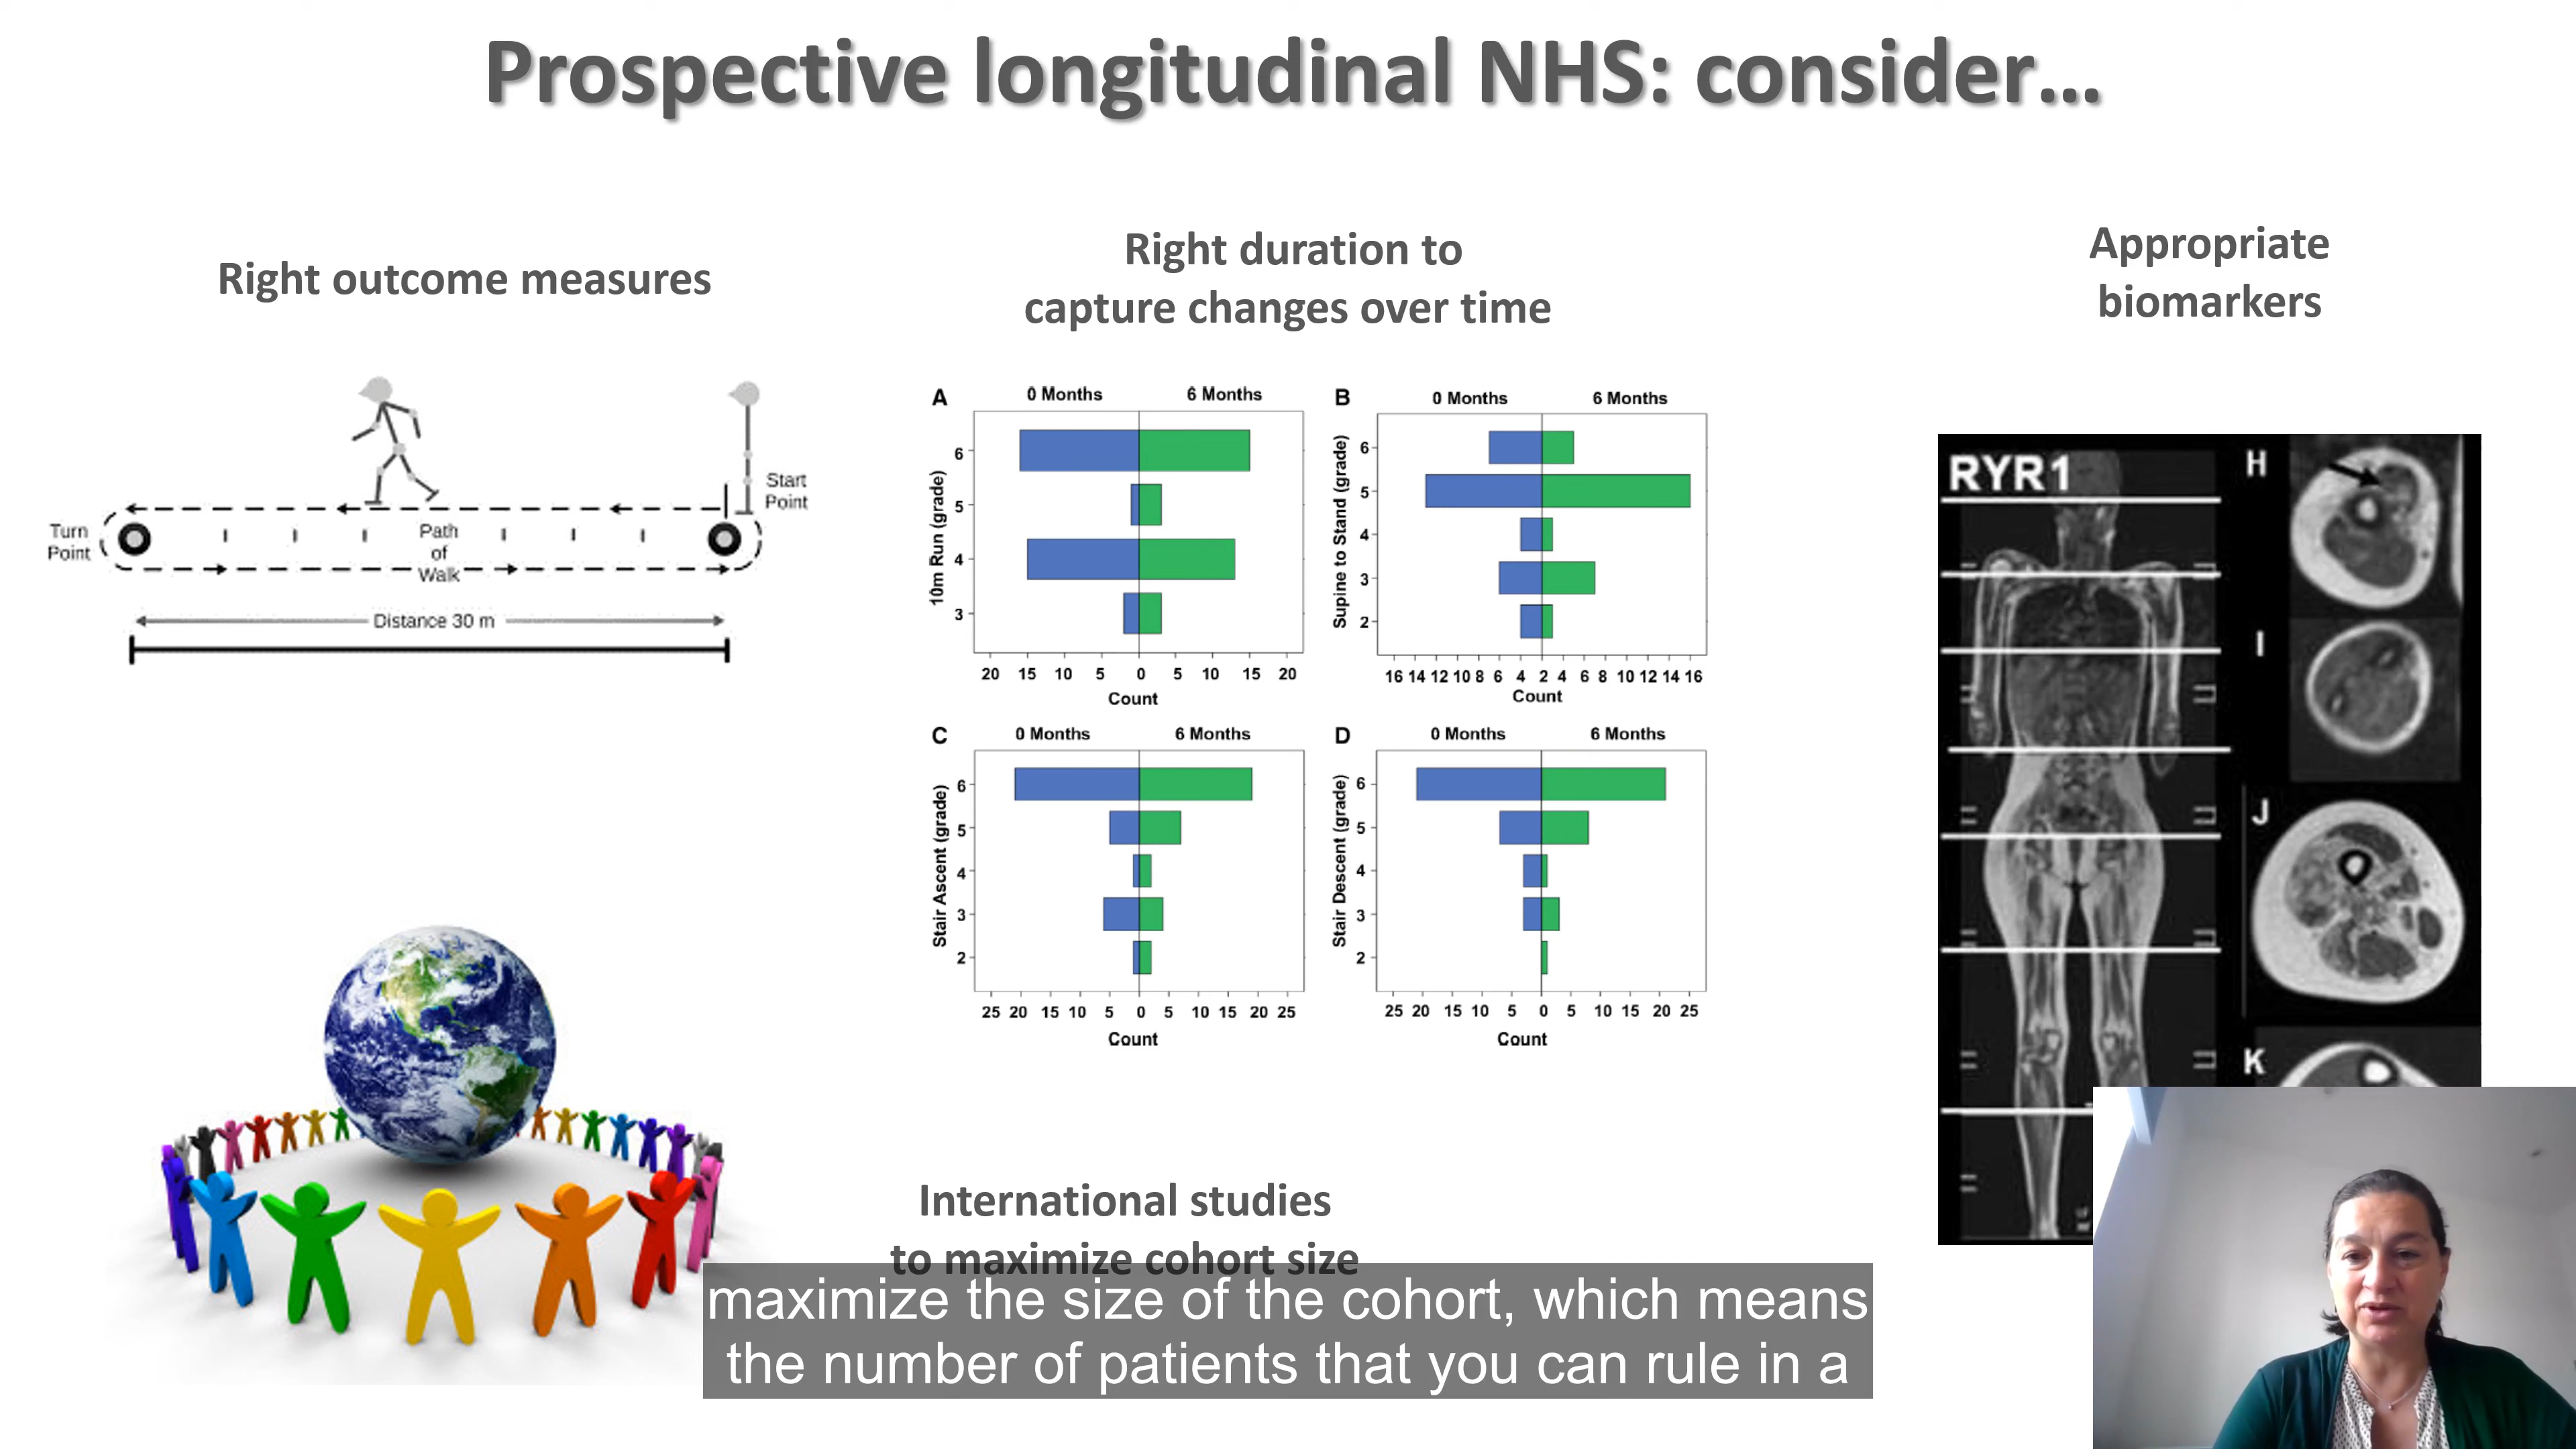 Prospective longitudinal NHS: consider...
Right outcome measures
Right duration to
capture changes over time
Appropriate
biomarkers
Start
Point
Turn
Point
Path
of
Walk
Distance 30 m
A
0 Months
6 Months
10m Run (grade)
6
5
4
3
20 15 10 5 0 5 10 15 20
Count
B
0 Months
6 Months
Supine to Stand (grade)
6
5
4
3
2
16 14 12 10 8 6 4 2 4 6 8 10 12 14 16
Count
C
0 Months
6 Months
Stair Ascent (grade)
6
5
4
3
2
25 20 15 10 5 0 5 10 15 20 25
Count
D
0 Months
6 Months
Stair Descent (grade)
6
5
4
3
2
25 20 15 10 5 0 5 10 15 20 25
Count
RYR1
H
I
J
K
International studies
to maximize cohort size
maximize the size of the cohort, which means
the number of patients that you can rule in a